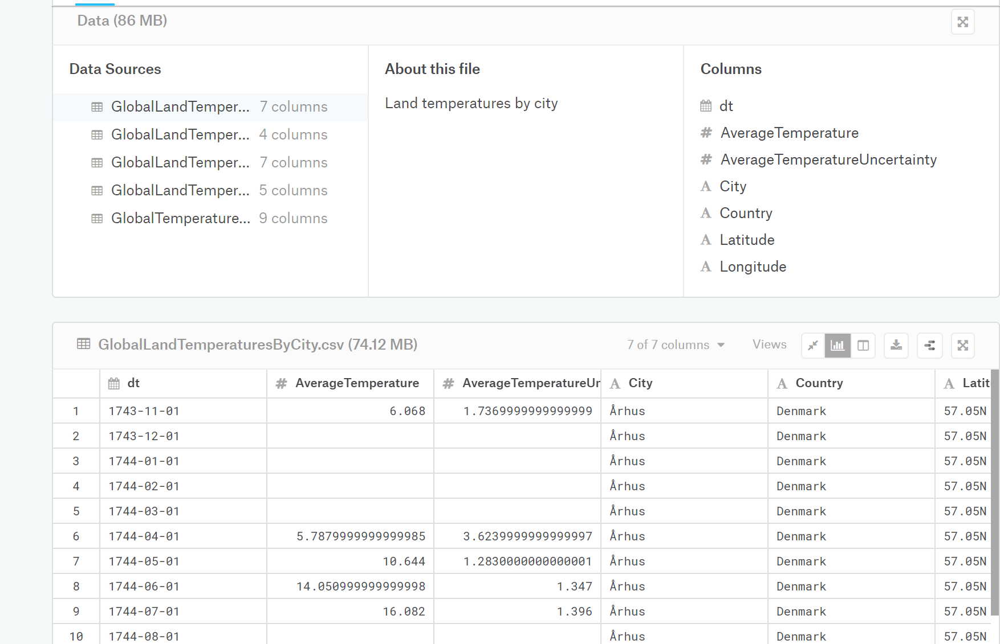 Data (86 MB)
Data Sources
GlobalLandTemper... 7 columns
GlobalLandTemper... 4 columns
GlobalLandTemper... 7 columns
GlobalLandTemper... 5 columns
GlobalTemperature... 9 columns
About this file
Land temperatures by city
Columns
dt
# AverageTemperature
# AverageTemperatureUncertainty
A City
A Country
A Latitude
A Longitude
GlobalLandTemperaturesByCity.csv (74.12 MB) 7 of 7 columns Views
dt # AverageTemperature # AverageTemperatureUr A City A Country A Latit
1 1743-11-01 6.068 1.7369999999999999 Århus Denmark 57.05N
2 1743-12-01 Århus Denmark 57.05N
3 1744-01-01 Århus Denmark 57.05N
4 1744-02-01 Århus Denmark 57.05N
5 1744-03-01 Århus Denmark 57.05N
6 1744-04-01 5.7879999999999985 3.6239999999999997 Århus Denmark 57.05N
7 1744-05-01 10.644 1.2830000000000001 Århus Denmark 57.05N
8 1744-06-01 14.050999999999998 1.347 Århus Denmark 57.05N
9 1744-07-01 16.082 1.396 Århus Denmark 57.05N
10 1744-08-01 Århus Denmark 57.05N